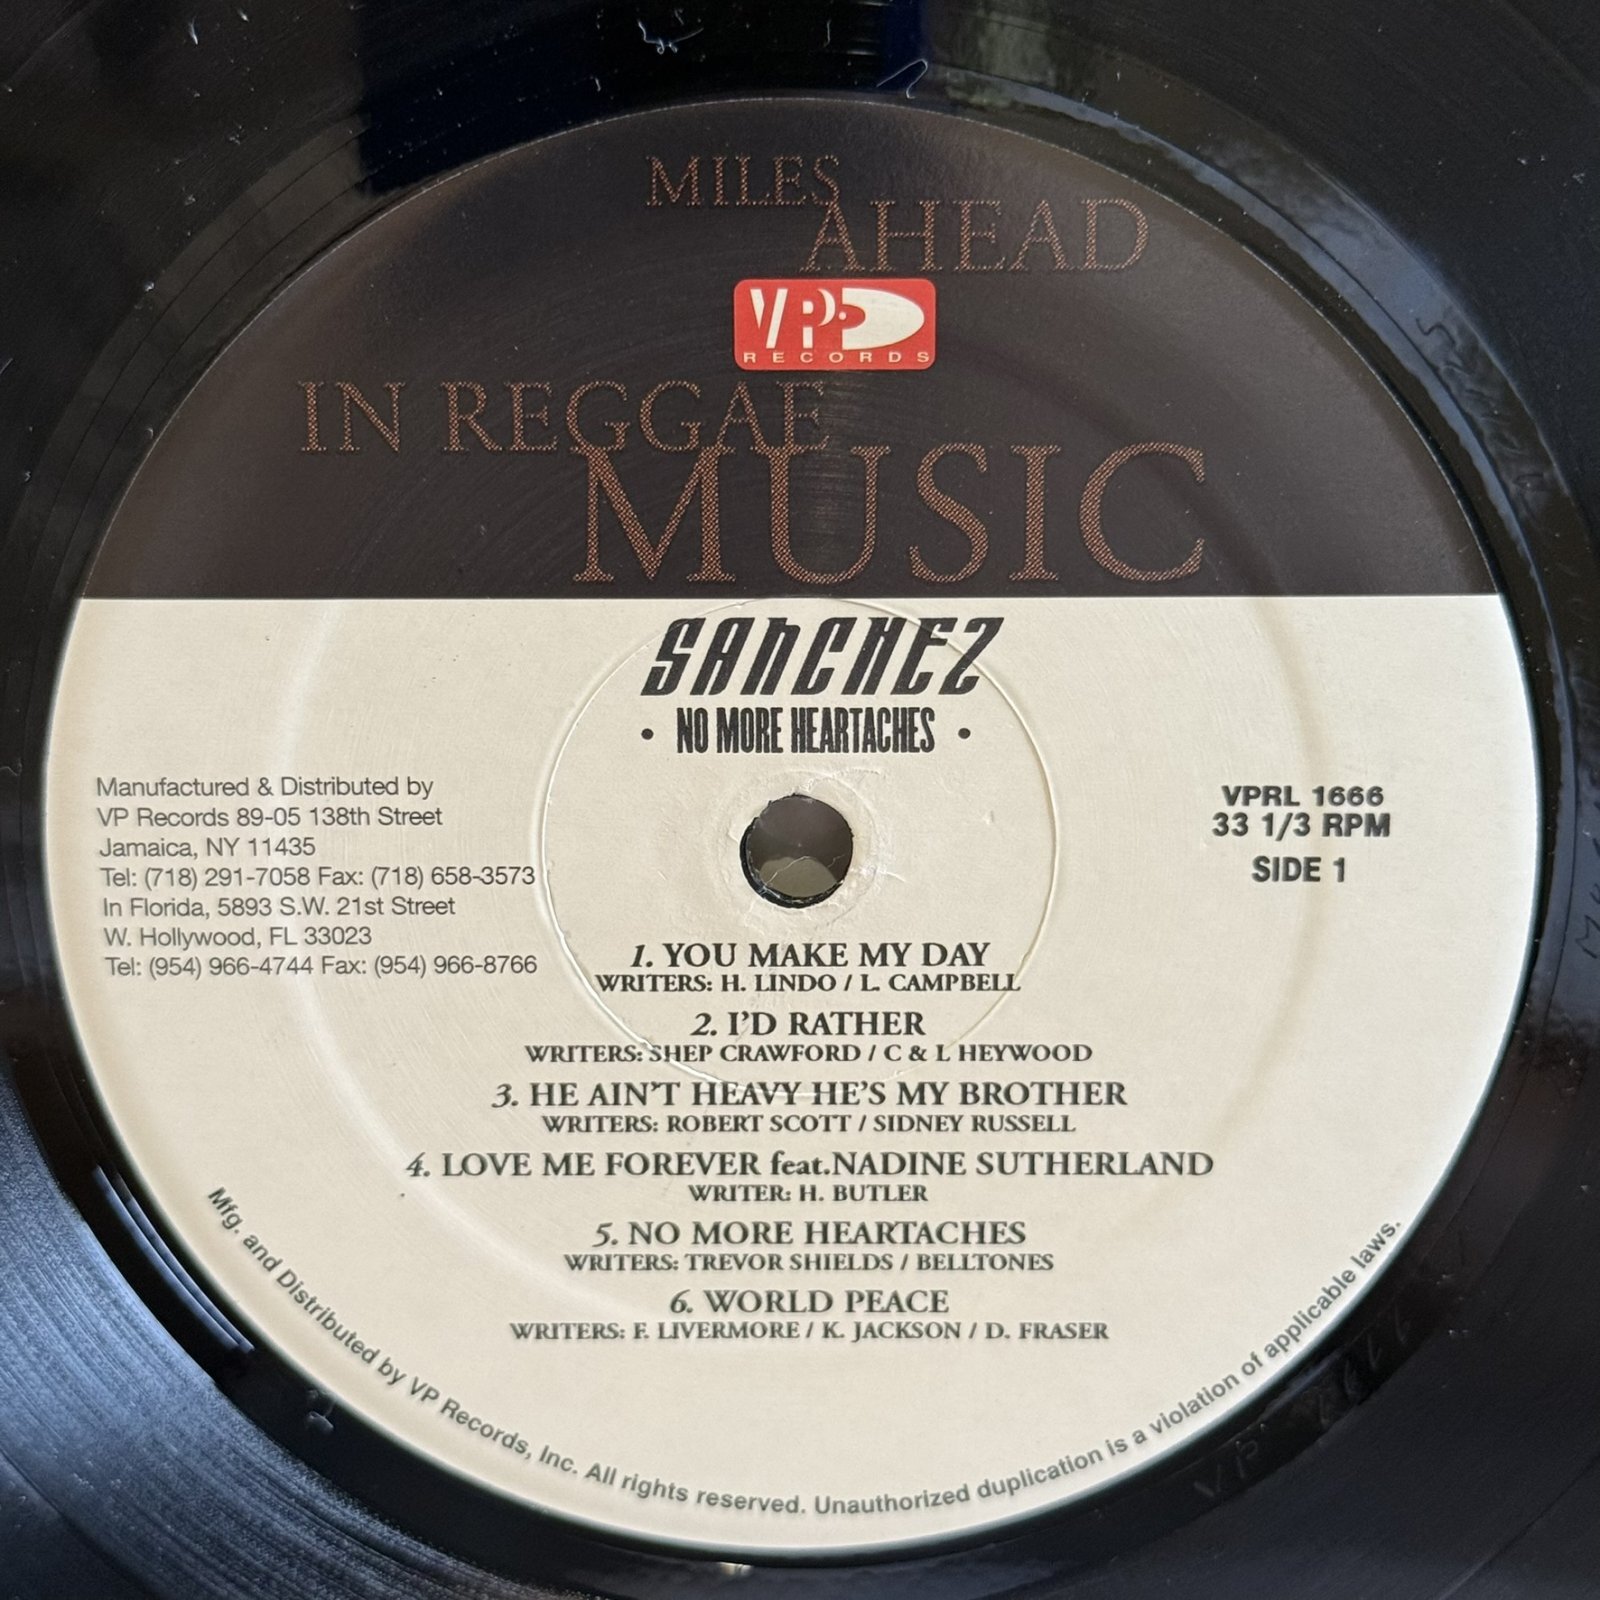 MILES
AHEAD
VP
RECORDS
IN REGGAE
MUSIC
SANCHEZ
• NO MORE HEARTACHES •
Manufactured & Distributed by
VP Records 89-05 138th Street
Jamaica, NY 11435
Tel: (718) 291-7058 Fax: (718) 658-3573
In Florida, 5893 S.W. 21st Street
W. Hollywood, FL 33023
Tel: (954) 966-4744 Fax: (954) 966-8766
VPRL 1666
33 1/3 RPM
SIDE 1
1. YOU MAKE MY DAY
WRITERS: H. LINDO / L. CAMPBELL
2. I'D RATHER
WRITERS: SHEP CRAWFORD / C & L HEYWOOD
3. HE AIN'T HEAVY HE'S MY BROTHER
WRITERS: ROBERT SCOTT / SIDNEY RUSSELL
4. LOVE ME FOREVER feat.NADINE SUTHERLAND
WRITER: H. BUTLER
5. NO MORE HEARTACHES
WRITERS: TREVOR SHIELDS / BELLTONES
6. WORLD PEACE
WRITERS: F. LIVERMORE / K. JACKSON / D. FRASER
Mfg. and Distributed by VP Records, Inc. All rights reserved. Unauthorized duplication is a violation of applicable laws.